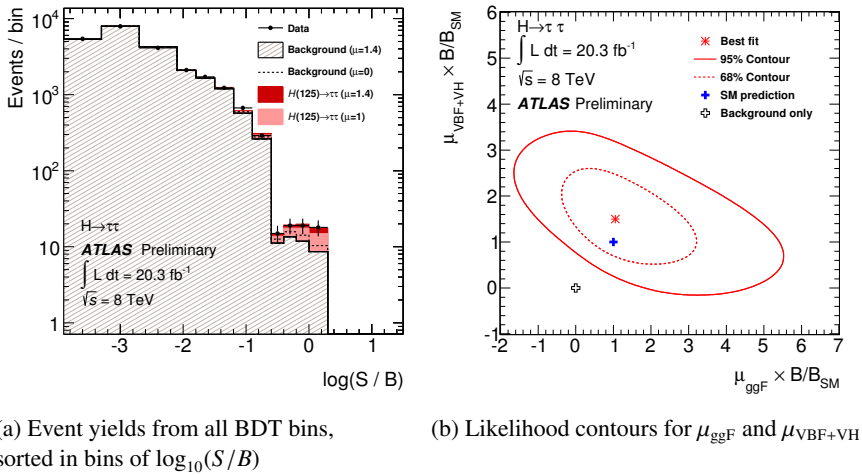 Events / bin
10⁴
10³
10²
10
1
Data
Background (μ=1.4)
Background (μ=0)
H(125)→ττ (μ=1.4)
H(125)→ττ (μ=1)
H→ττ
ATLAS Preliminary
∫ L dt = 20.3 fb⁻¹
√s = 8 TeV
-3 -2 -1 0 1
log(S / B)
μ_VBF+VH × B/B_SM
6
5
4
3
2
1
0
-1
H→ττ
∫ L dt = 20.3 fb⁻¹
√s = 8 TeV
ATLAS Preliminary
Best fit
95% Contour
68% Contour
SM prediction
Background only
-2 -1 0 1 2 3 4 5 6 7
μ_ggF × B/B_SM
a) Event yields from all BDT bins,
sorted in bins of log₁₀(S/B)
(b) Likelihood contours for μ_ggF and μ_VBF+VH